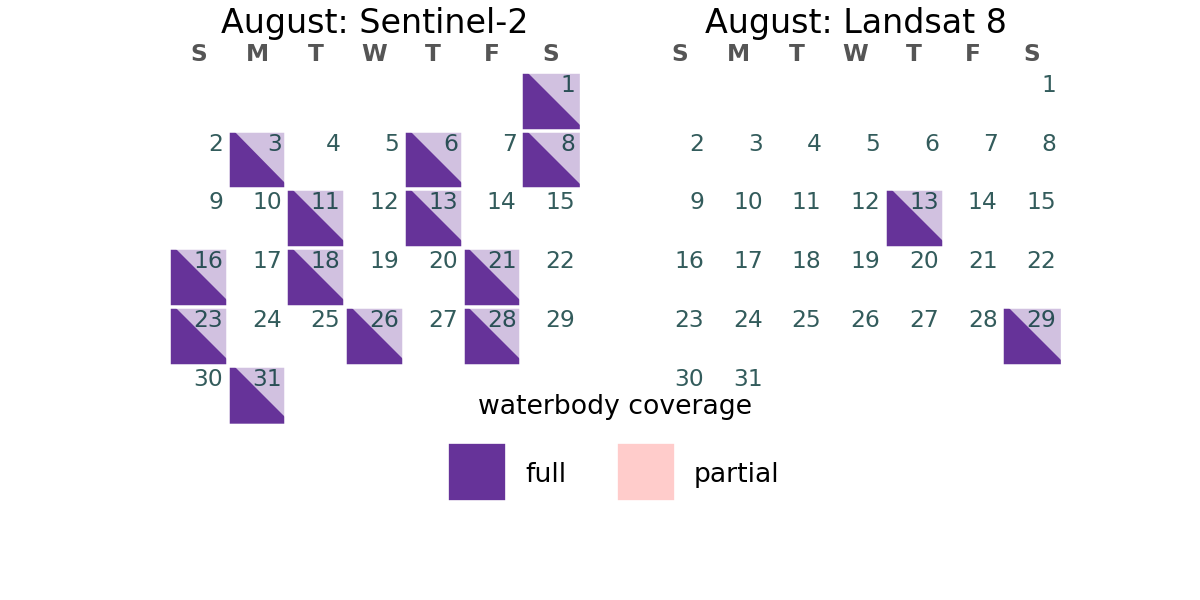 August: Sentinel-2
S M T W T F S
1
2 3 4 5 6 7 8
9 10 11 12 13 14 15
16 17 18 19 20 21 22
23 24 25 26 27 28 29
30 31
August: Landsat 8
S M T W T F S
1
2 3 4 5 6 7 8
9 10 11 12 13 14 15
16 17 18 19 20 21 22
23 24 25 26 27 28 29
30 31
waterbody coverage
full
partial